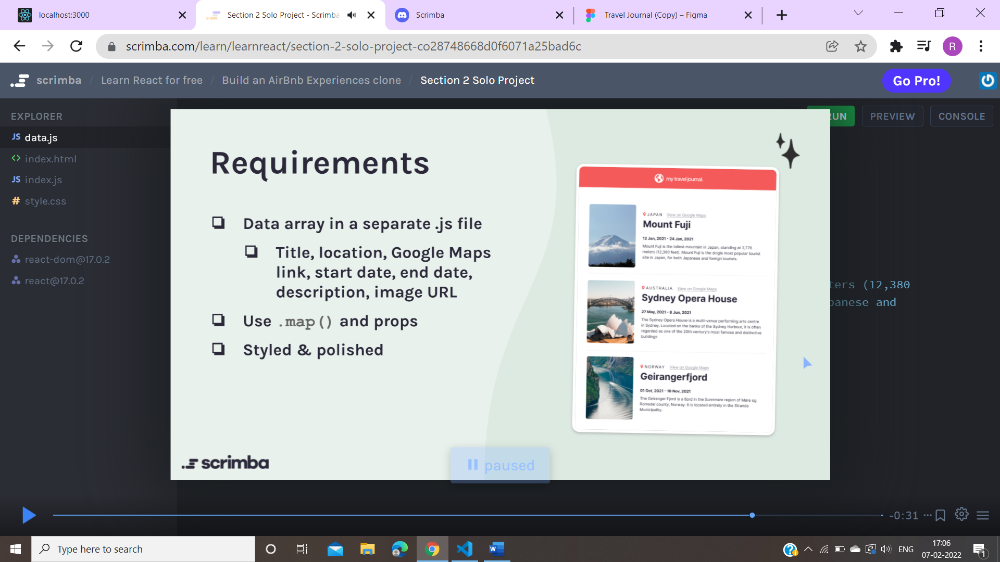 localhost:3000
Section 2 Solo Project - Scrimba
Scrimba
Travel Journal (Copy) – Figma
scrimba.com/learn/learnreact/section-2-solo-project-co28748668d0f6071a25bad6c
R
scrimba / Learn React for free / Build an AirBnb Experiences clone / Section 2 Solo Project
Go Pro!
EXPLORER
JS data.js
<> index.html
JS index.js
# style.css
DEPENDENCIES
react-dom@17.0.2
react@17.0.2
RUN
PREVIEW
CONSOLE
Requirements
Data array in a separate .js file
Title, location, Google Maps
link, start date, end date,
description, image URL
Use .map() and props
Styled & polished
my travel journal.
JAPAN View on Google Maps
Mount Fuji
12 Jan, 2021 - 24 Jan, 2021
Mount Fuji is the tallest mountain in Japan, standing at 3,776
meters (12,380 feet). Mount Fuji is the single most popular tourist
site in Japan, for both Japanese and foreign tourists.
AUSTRALIA View on Google Maps
Sydney Opera House
27 May, 2021 - 8 Jun, 2021
The Sydney Opera House is a multi-venue performing arts centre
in Sydney. Located on the banks of the Sydney Harbour, it is often
regarded as one of the 20th century's most famous and distinctive
buildings
NORWAY View on Google Maps
Geirangerfjord
01 Oct, 2021 - 18 Nov, 2021
The Geiranger Fjord is a fjord in the Sunnmøre region of Møre og
Romsdal county, Norway. It is located entirely in the Stranda
Municipality.
ters (12,380
panese and
scrimba
paused
-0:31
Type here to search
ENG
17:06
07-02-2022
1